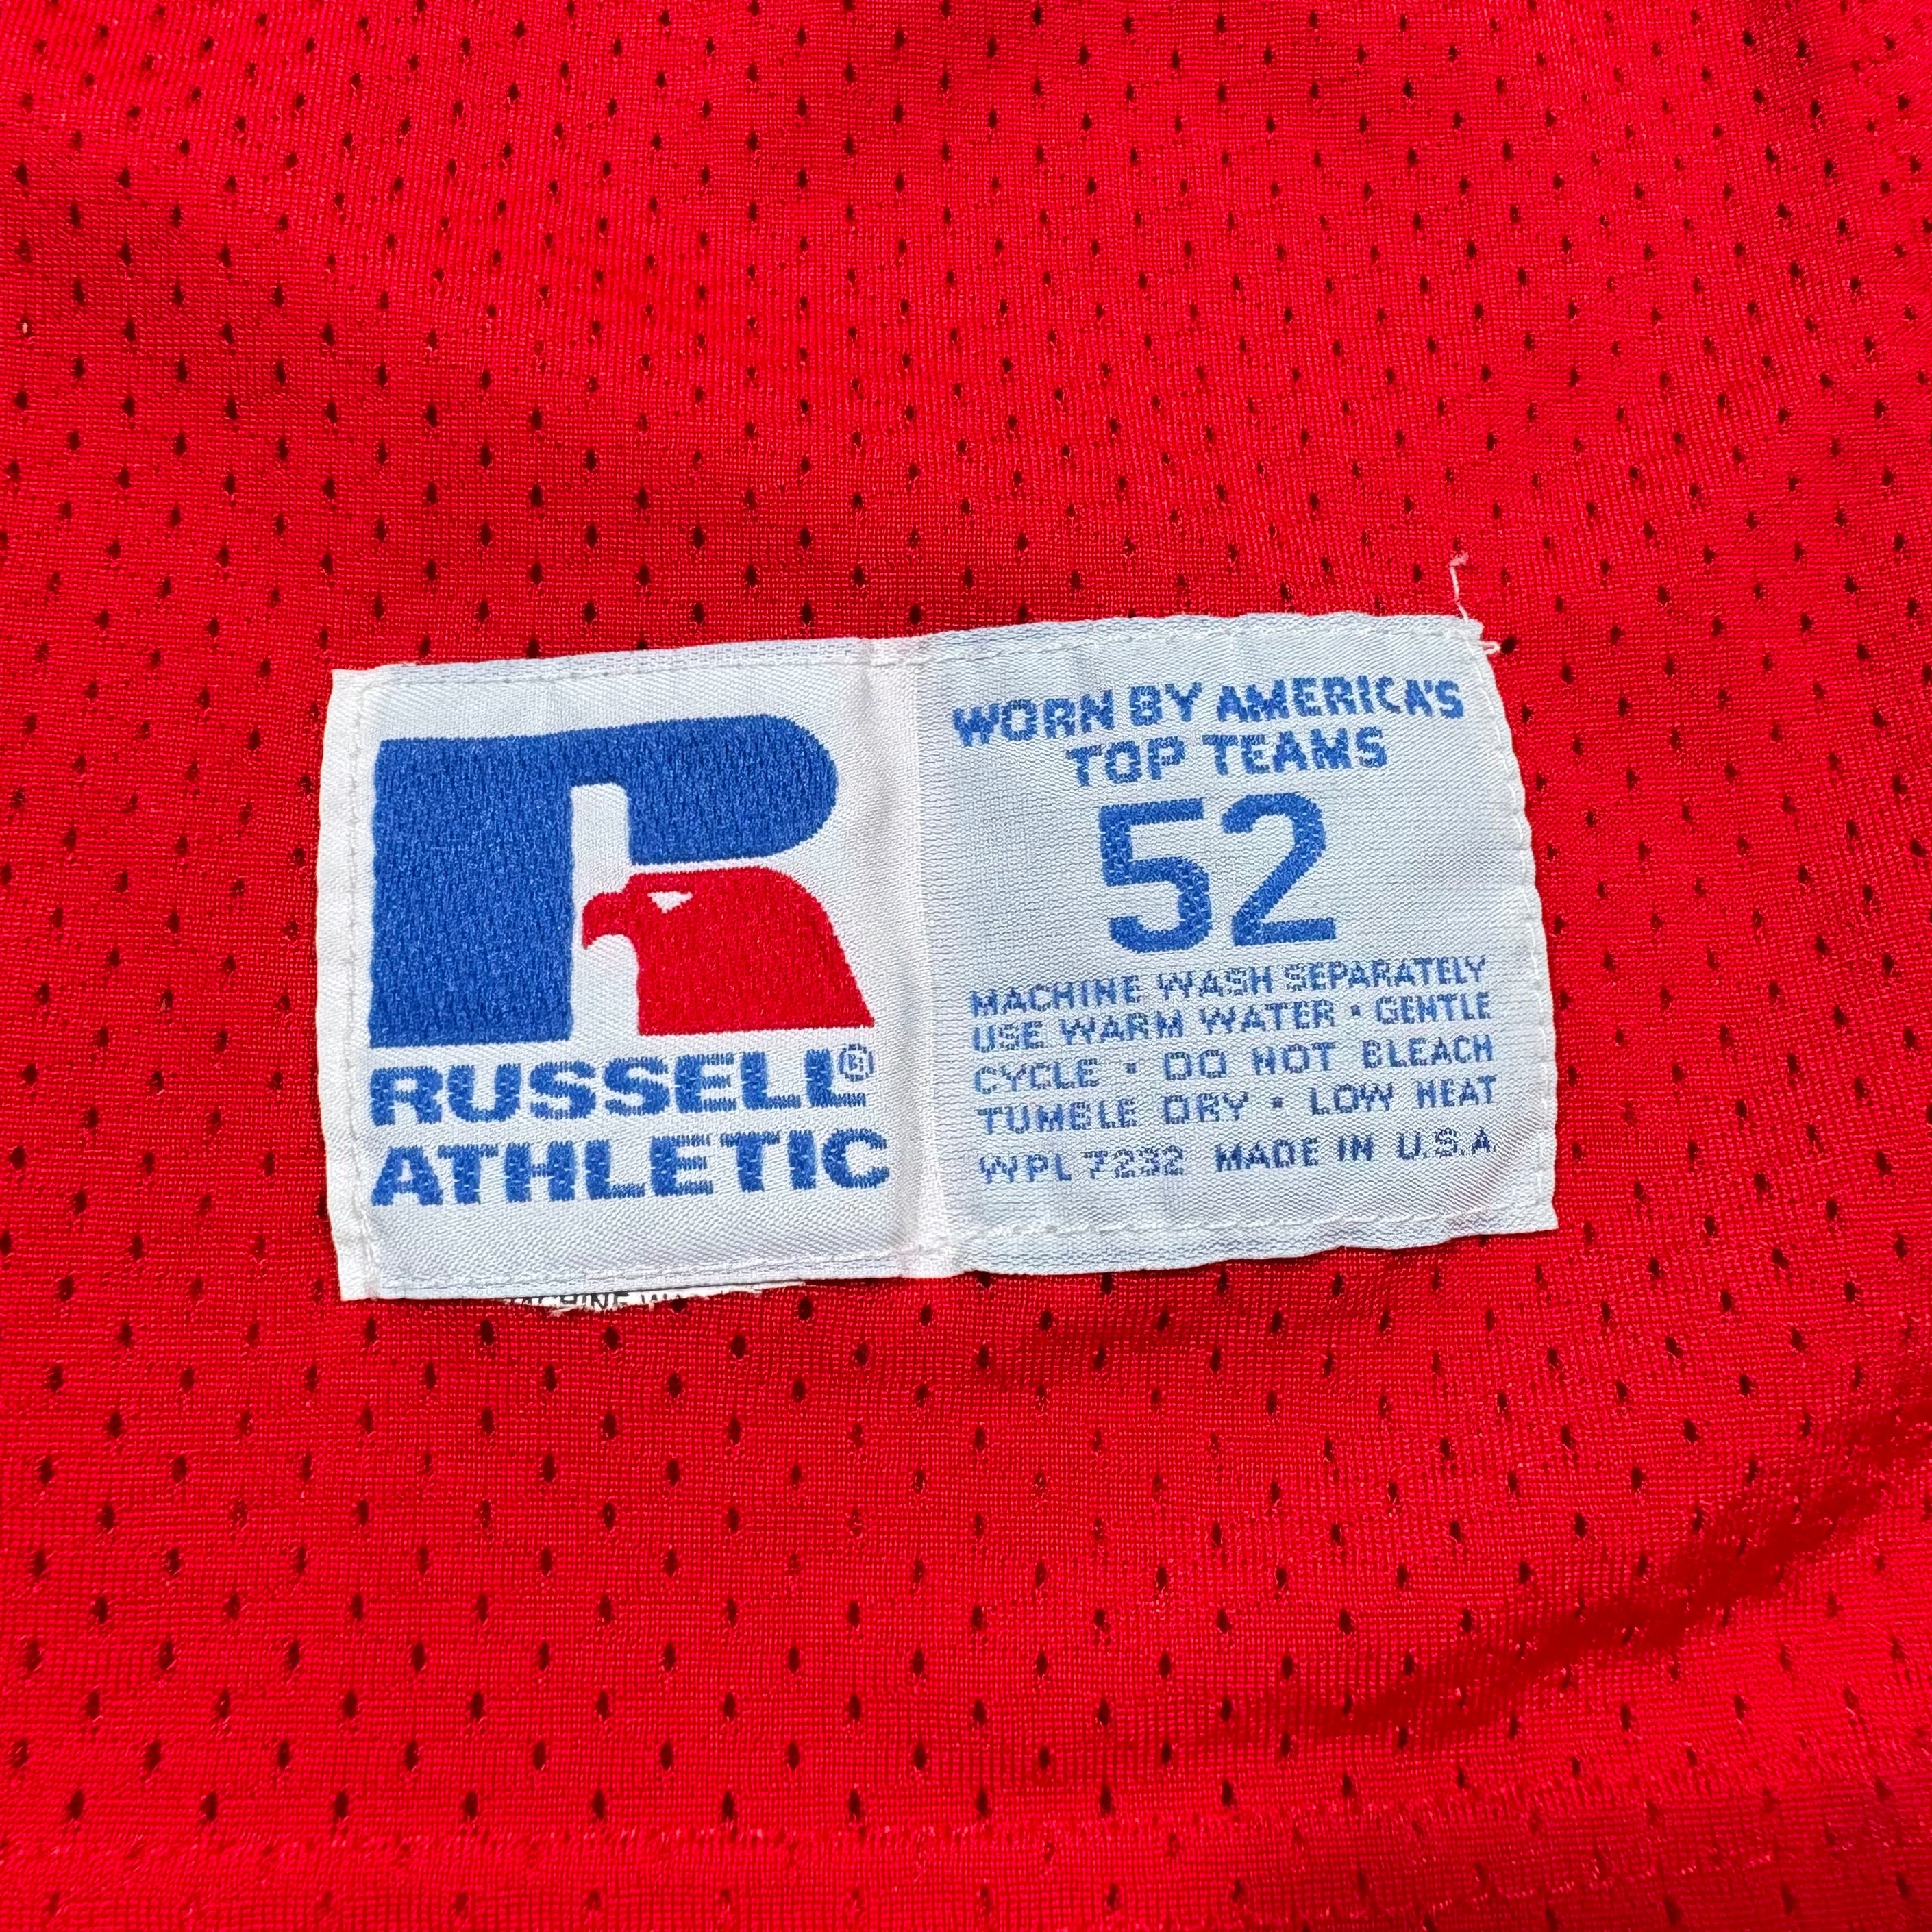 RUSSELL®
ATHLETIC
WORN BY AMERICA'S
TOP TEAMS
52
MACHINE WASH SEPARATELY
USE WARM WATER • GENTLE
CYCLE • DO NOT BLEACH
TUMBLE DRY • LOW HEAT
WPL 7232 MADE IN U.S.A.